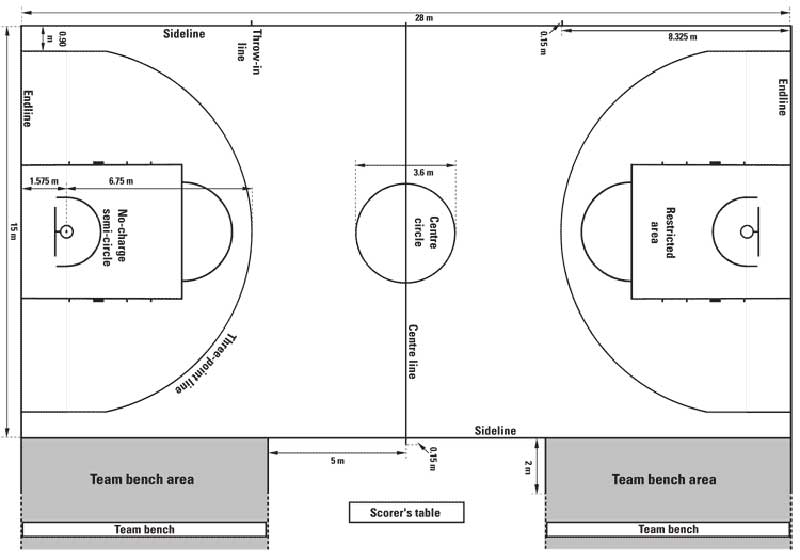 28 m
0.90
m
Sideline
Throw-in
line
0.15 m
8.325 m
Endline
Endline
1.575 m
6.75 m
3.6 m
No-charge
semi-circle
Centre
circle
Restricted
area
15 m
Three-point line
Centre line
Sideline
5 m
0.15 m
2 m
Team bench area
Team bench area
Scorer's table
Team bench
Team bench